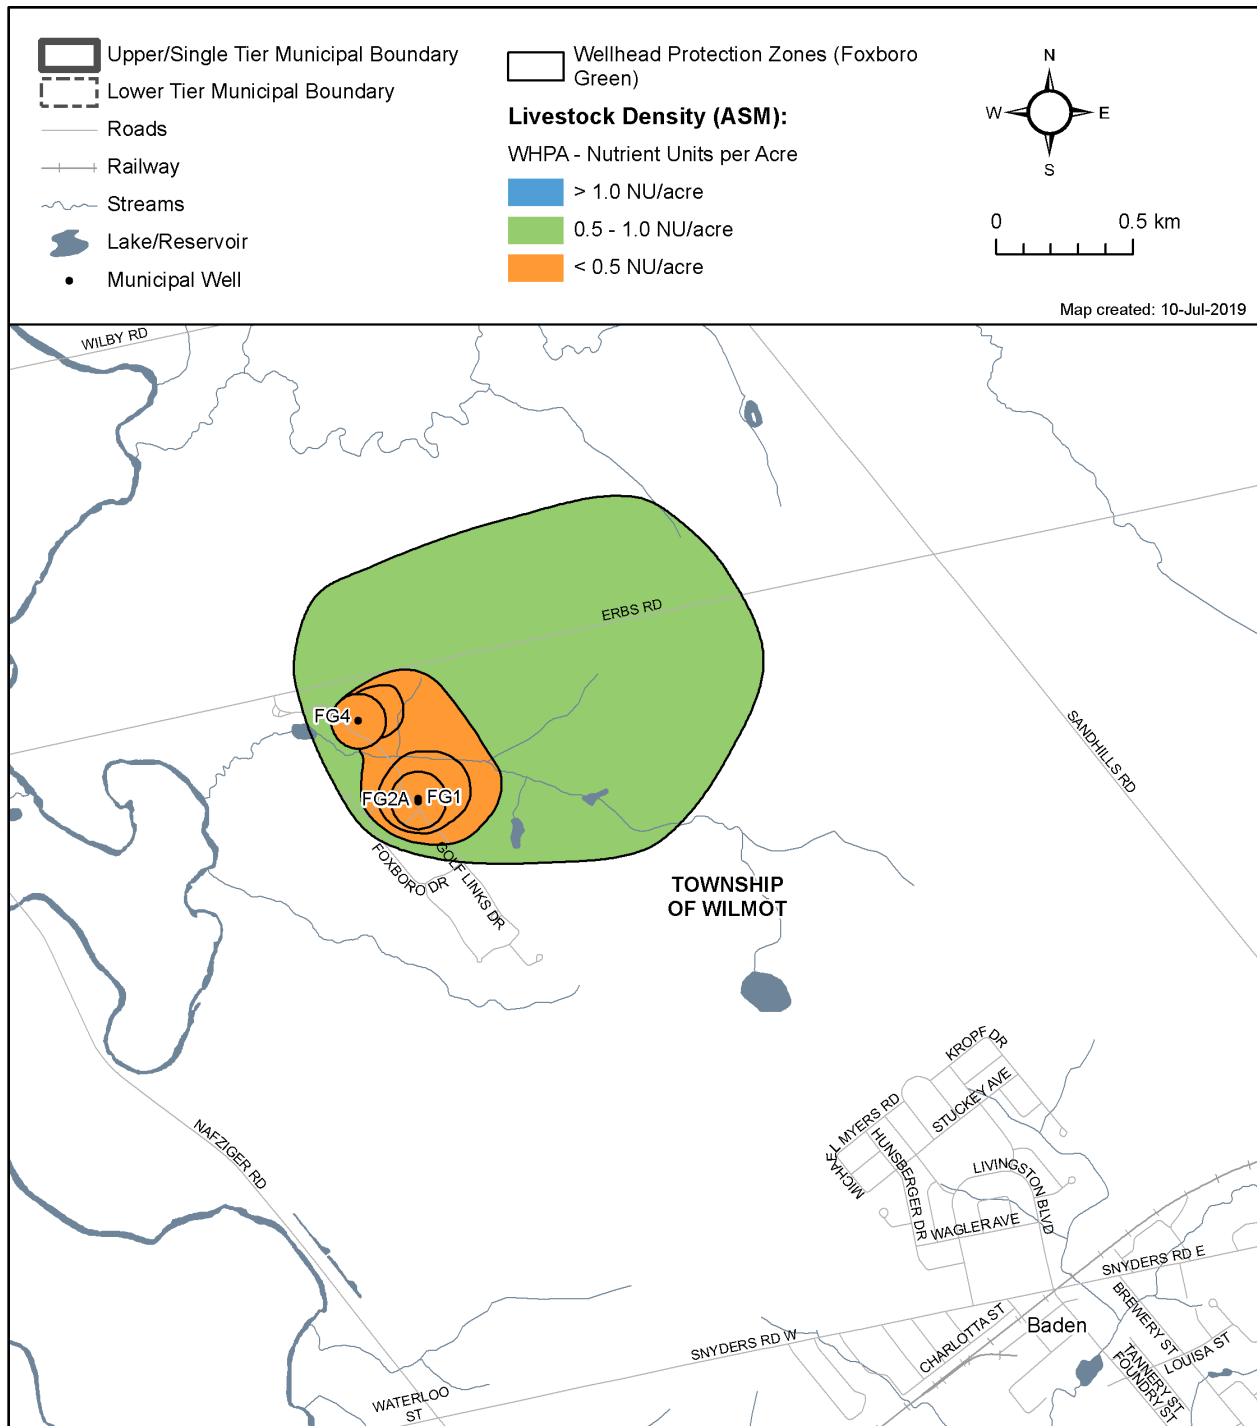 Upper/Single Tier Municipal Boundary
Lower Tier Municipal Boundary
Roads
Railway
Streams
Lake/Reservoir
Municipal Well
Wellhead Protection Zones (Foxboro
Green)
Livestock Density (ASM):
WHPA - Nutrient Units per Acre
> 1.0 NU/acre
0.5 - 1.0 NU/acre
< 0.5 NU/acre
N
W
E
S
0
0.5 km
Map created: 10-Jul-2019
WILBY RD
ERBS RD
SANDHILLS RD
FG4
FG2A
FG1
FOXBORO DR
GOLF LINKS DR
TOWNSHIP
OF WILMOT
NAFZIGER RD
KROPF DR
STUCKEY AVE
MICHAEL MYERS RD
HUNSBERGER DR
LIVINGSTON BLVD
WAGLER AVE
SNYDERS RD E
BREWERY ST
CHARLOTTA ST
Baden
SNYDERS RD W
LOUISA ST
TANNERY ST
FOUNDRY ST
WATERLOO
ST